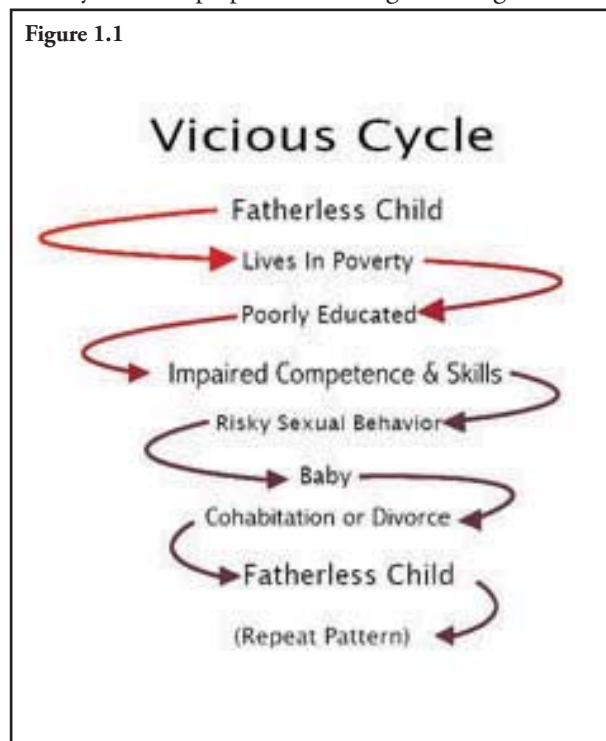 Figure 1.1
Vicious Cycle
Fatherless Child
Lives In Poverty
Poorly Educated
Impaired Competence & Skills
Risky Sexual Behavior
Baby
Cohabitation or Divorce
Fatherless Child
(Repeat Pattern)